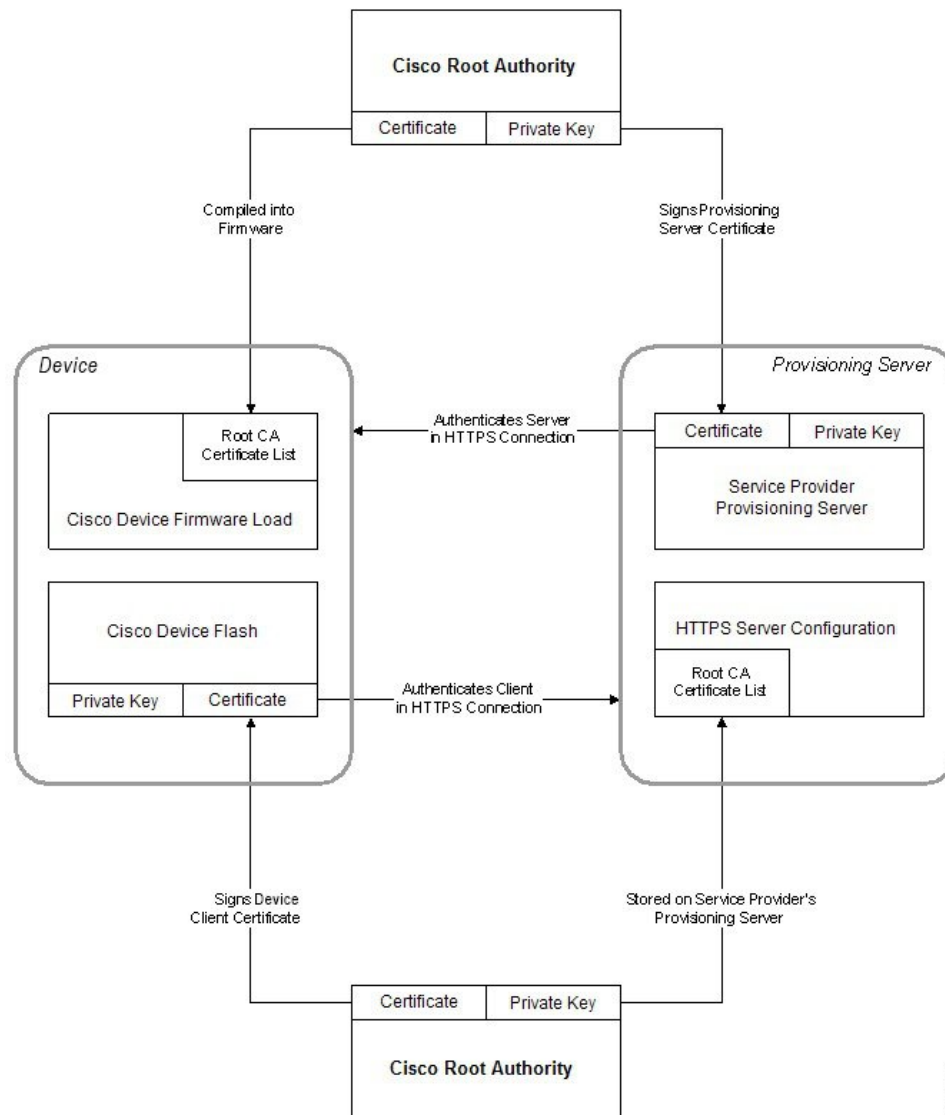 Cisco Root Authority
Certificate
Private Key
Compiled into
Firmware
Signs Provisioning
Server Certificate
Device
Provisioning Server
Root CA
Certificate List
Cisco Device Firmware Load
Authenticates Server
in HTTPS Connection
Certificate
Private Key
Service Provider
Provisioning Server
Cisco Device Flash
Private Key
Certificate
Authenticates Client
in HTTPS Connection
HTTPS Server Configuration
Root CA
Certificate List
Signs Device
Client Certificate
Stored on Service Provider's
Provisioning Server
Certificate
Private Key
Cisco Root Authority